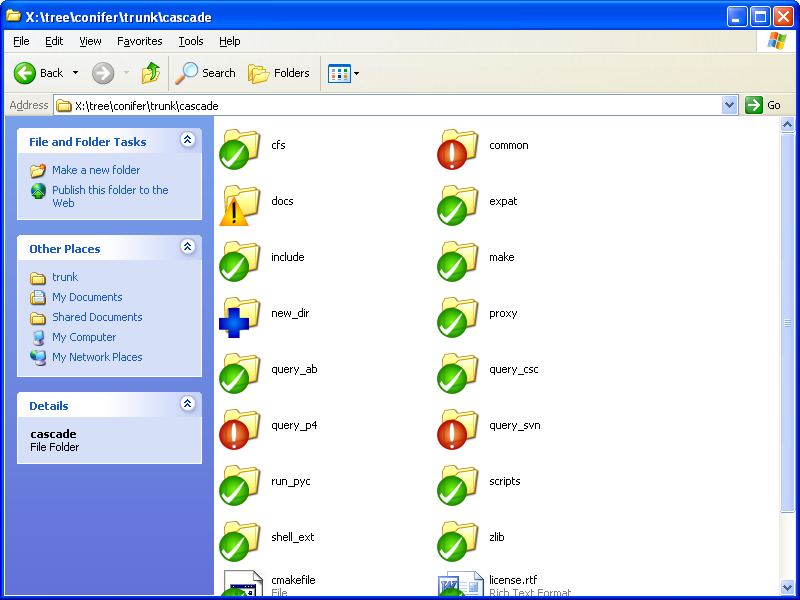 X:\tree\conifer\trunk\cascade
File Edit View Favorites Tools Help
Back Search Folders
Address X:\tree\conifer\trunk\cascade Go
File and Folder Tasks
Make a new folder
Publish this folder to the
Web
Other Places
trunk
My Documents
Shared Documents
My Computer
My Network Places
Details
cascade
File Folder
cfs common
docs expat
include make
new_dir proxy
query_ab query_csc
query_p4 query_svn
run_pyc scripts
shell_ext zlib
cmakefile license.rtf
File Rich Text Format